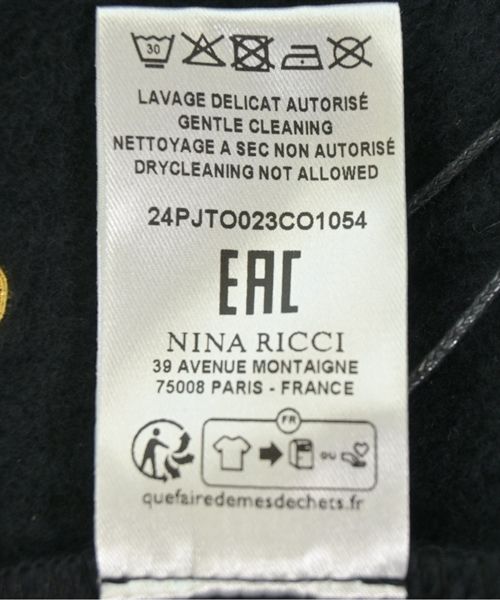 30
LAVAGE DELICAT AUTORISÉ
GENTLE CLEANING
NETTOYAGE A SEC NON AUTORISÉ
DRYCLEANING NOT ALLOWED
24PJTO023CO1054
EAC
NINA RICCI
39 AVENUE MONTAIGNE
75008 PARIS - FRANCE
FR
OU
quefairedemesdechets.fr